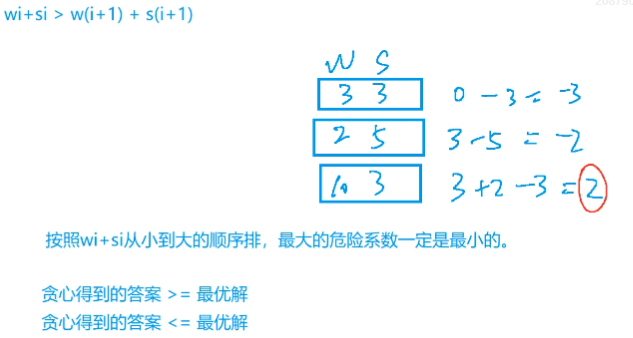 wi+si > w(i+1) + s(i+1)
W S
3 3 0 - 3 = -3
2 5 3 - 5 = -2
10 3 3 + 2 - 3 = 2
按照wi+si从小到大的顺序排，最大的危险系数一定是最小的。
贪心得到的答案 >= 最优解
贪心得到的答案 <= 最优解